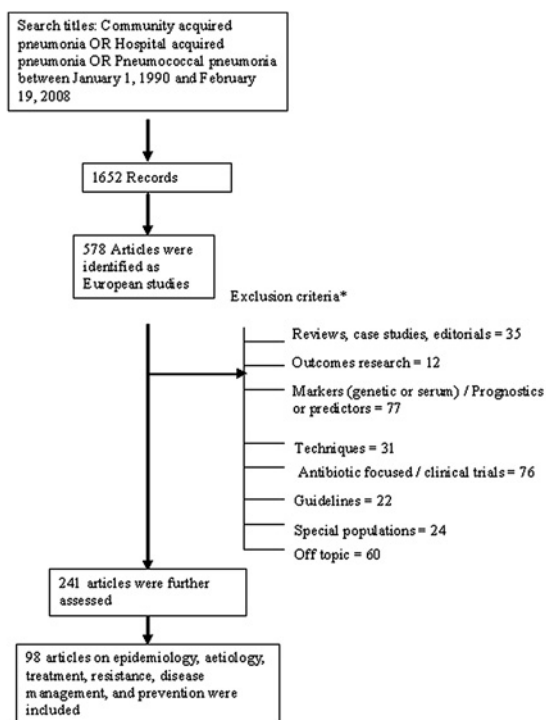 Search titles: Community acquired
pneumonia OR Hospital acquired
pneumonia OR Pneumococcal pneumonia
between January 1, 1990 and February
19, 2008
1652 Records
578 Articles were
identified as
European studies
Exclusion criteria*
Reviews, case studies, editorials = 35
Outcomes research = 12
Markers (genetic or serum) / Prognostics
or predictors = 77
Techniques = 31
Antibiotic focused / clinical trials = 76
Guidelines = 22
Special populations = 24
Off topic = 60
241 articles were further
assessed
98 articles on epidemiology, aetiology,
treatment, resistance, disease
management, and prevention were
included